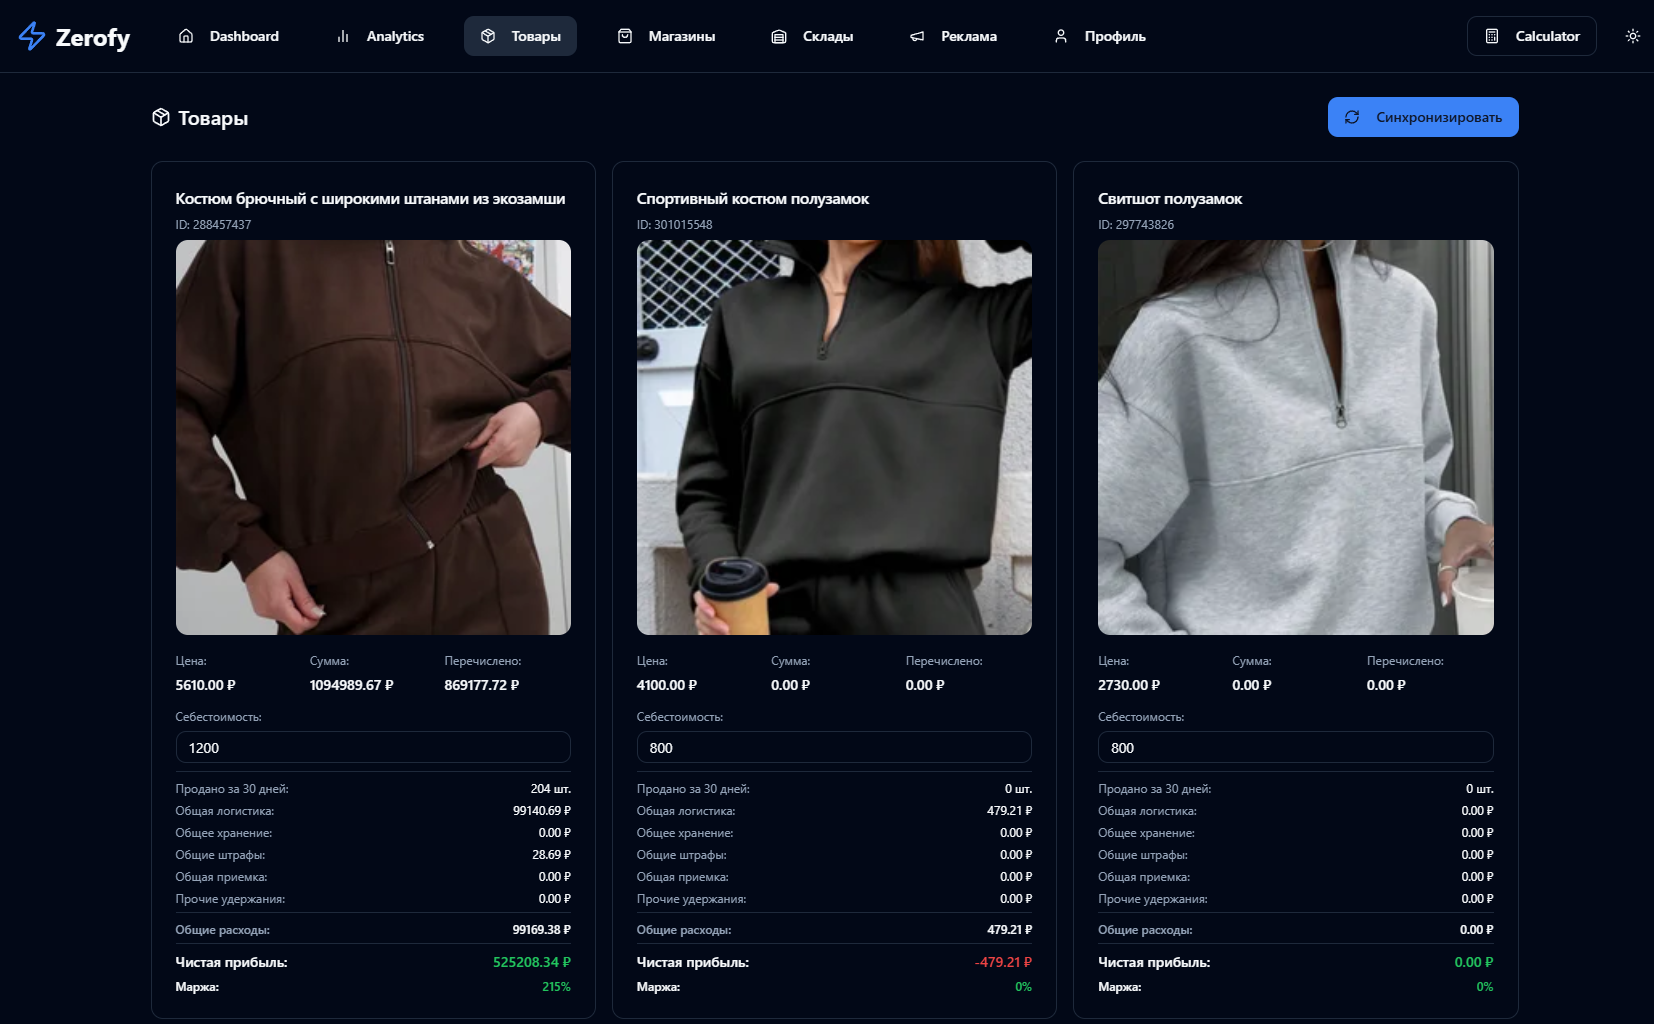 Zerofy
Dashboard
Analytics
Товары
Магазины
Склады
Реклама
Профиль
Calculator
Товары
Синхронизировать
Костюм брючный с широкими штанами из экозамши
ID: 288457437
Цена:
Сумма:
Перечислено:
5610.00 ₽
1094989.67 ₽
869177.72 ₽
Себестоимость:
1200
Продано за 30 дней:
204 шт.
Общая логистика:
99140.69 ₽
Общее хранение:
0.00 ₽
Общие штрафы:
28.69 ₽
Общая приемка:
0.00 ₽
Прочие удержания:
0.00 ₽
Общие расходы:
99169.38 ₽
Чистая прибыль:
525208.34 ₽
Маржа:
215%
Спортивный костюм полузамок
ID: 301015548
Цена:
Сумма:
Перечислено:
4100.00 ₽
0.00 ₽
0.00 ₽
Себестоимость:
800
Продано за 30 дней:
0 шт.
Общая логистика:
479.21 ₽
Общее хранение:
0.00 ₽
Общие штрафы:
0.00 ₽
Общая приемка:
0.00 ₽
Прочие удержания:
0.00 ₽
Общие расходы:
479.21 ₽
Чистая прибыль:
-479.21 ₽
Маржа:
0%
Свитшот полузамок
ID: 297743826
Цена:
Сумма:
Перечислено:
2730.00 ₽
0.00 ₽
0.00 ₽
Себестоимость:
800
Продано за 30 дней:
0 шт.
Общая логистика:
0.00 ₽
Общее хранение:
0.00 ₽
Общие штрафы:
0.00 ₽
Общая приемка:
0.00 ₽
Прочие удержания:
0.00 ₽
Общие расходы:
0.00 ₽
Чистая прибыль:
0.00 ₽
Маржа:
0%